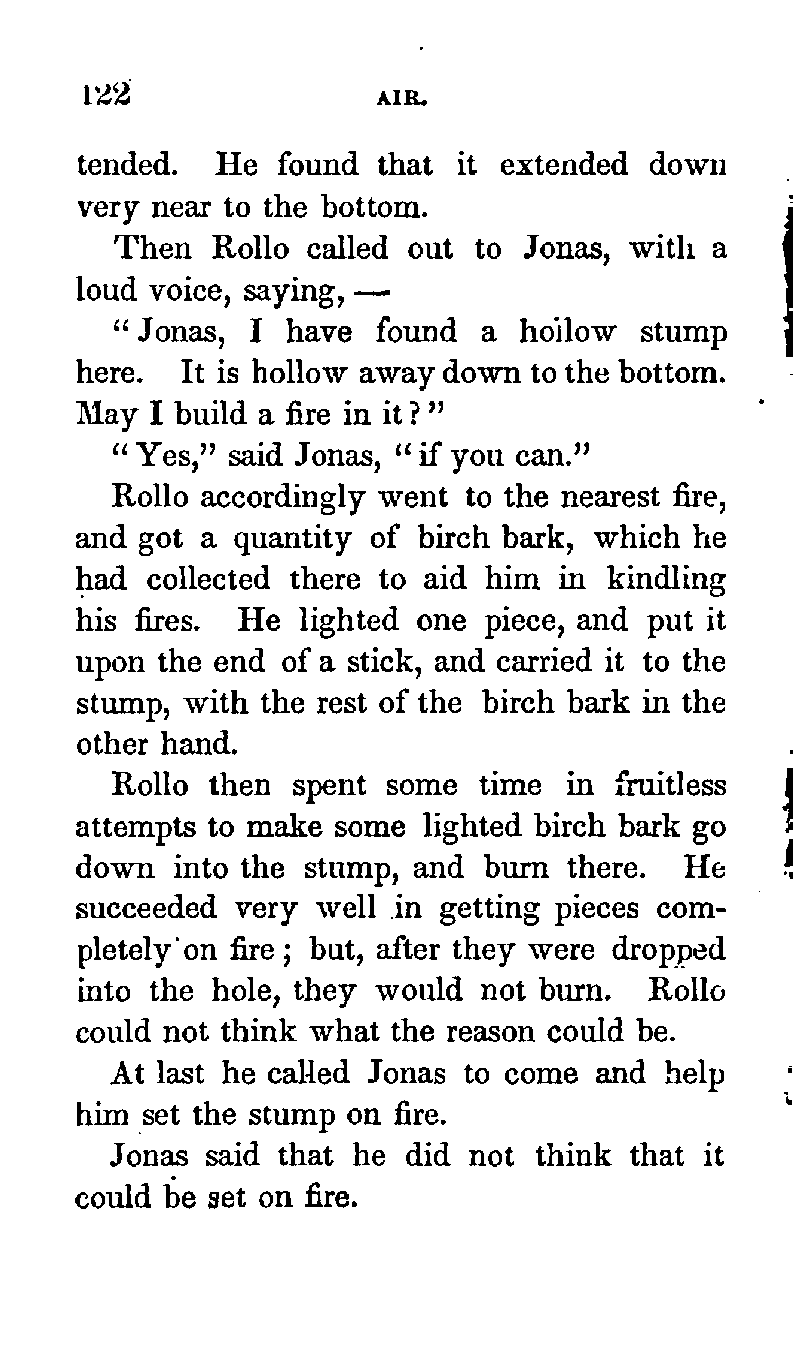 122 AIR.
tended. He found that it extended down
very near to the bottom.
Then Rollo called out to Jonas, with a
loud voice, saying, —
“Jonas, I have found a hollow stump
here. It is hollow away down to the bottom.
May I build a fire in it?”
“Yes,” said Jonas, “if you can.”
Rollo accordingly went to the nearest fire,
and got a quantity of birch bark, which he
had collected there to aid him in kindling
his fires. He lighted one piece, and put it
upon the end of a stick, and carried it to the
stump, with the rest of the birch bark in the
other hand.
Rollo then spent some time in fruitless
attempts to make some lighted birch bark go
down into the stump, and burn there. He
succeeded very well in getting pieces com-
pletely on fire; but, after they were dropped
into the hole, they would not burn. Rollo
could not think what the reason could be.
At last he called Jonas to come and help
him set the stump on fire.
Jonas said that he did not think that it
could be set on fire.